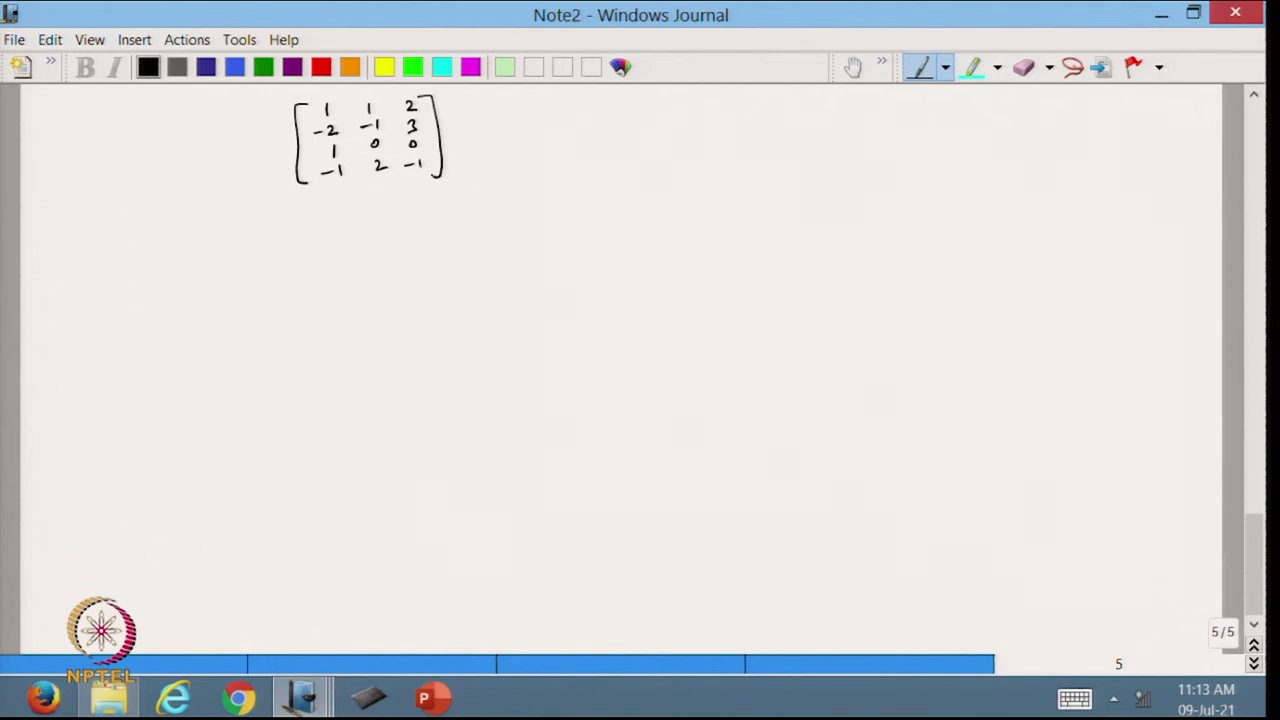 Note2 - Windows Journal
File Edit View Insert Actions Tools Help
B I
1 1 2
-2 -1 3
1 0 0
-1 2 -1
5 / 5
5
NPTEL
11:13 AM
09-Jul-21